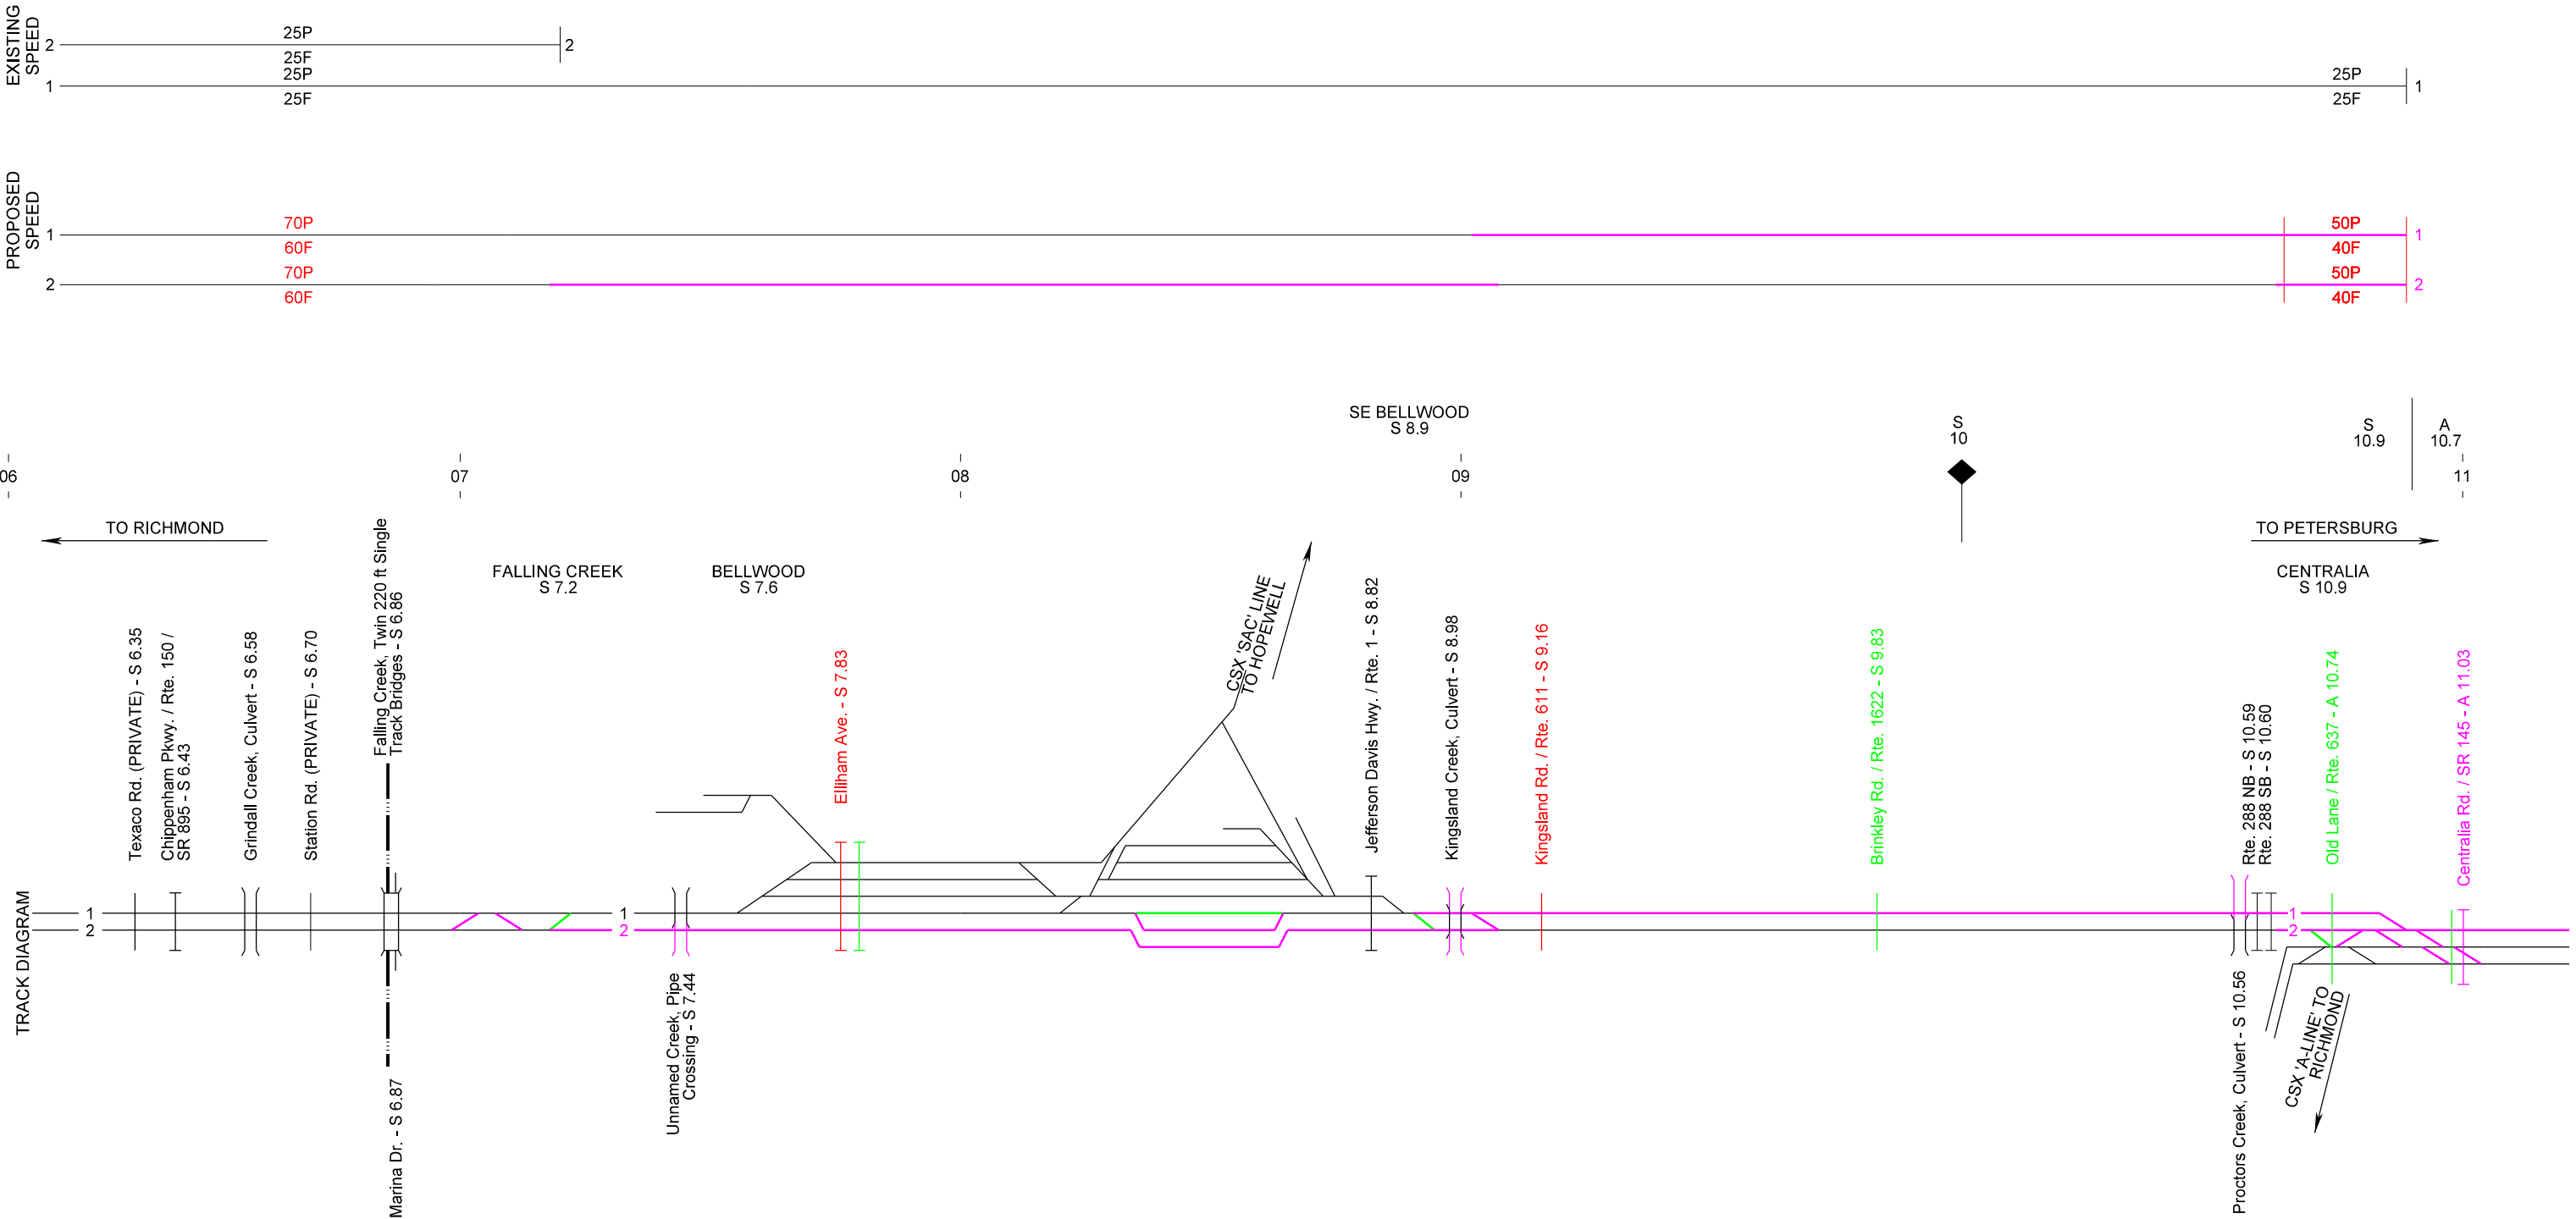 EXISTING
SPEED
2
25P
25F
2
1
25P
25F
25P
25F
1
PROPOSED
SPEED
1
70P
60F
50P
40F
1
2
70P
60F
50P
40F
2
SE BELLWOOD
S 8.9
S
10
S
10.9
A
10.7
06
07
08
09
11
TO RICHMOND
TO PETERSBURG
FALLING CREEK
S 7.2
BELLWOOD
S 7.6
CENTRALIA
S 10.9
CSX 'SAC' LINE
TO HOPEWELL
Texaco Rd. (PRIVATE) - S 6.35
Chippenham Pkwy. / Rte. 150 /
SR 895 - S 6.43
Grindall Creek, Culvert - S 6.58
Station Rd. (PRIVATE) - S 6.70
Falling Creek, Twin 220 ft Single
Track Bridges - S 6.86
Elliham Ave. - S 7.83
Jefferson Davis Hwy. / Rte. 1 - S 8.82
Kingsland Creek, Culvert - S 8.98
Kingsland Rd. / Rte. 611 - S 9.16
Brinkley Rd. / Rte. 1622 - S 9.83
Rte. 288 NB - S 10.59
Rte. 288 SB - S 10.60
Old Lane / Rte. 637 - A 10.74
Centralia Rd. / SR 145 - A 11.03
TRACK DIAGRAM
1
2
1
2
1
2
Marina Dr. - S 6.87
Unnamed Creek, Pipe
Crossing - S 7.44
Proctors Creek, Culvert - S 10.56
CSX 'A-LINE' TO
RICHMOND